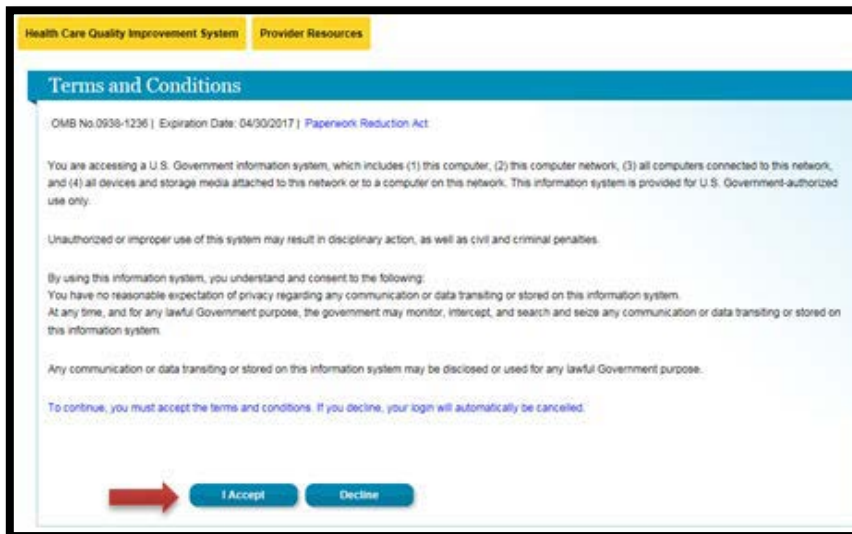 Health Care Quality Improvement System Provider Resources
Terms and Conditions
OMB No.0938-1236 | Expiration Date: 04/30/2017 | Paperwork Reduction Act
You are accessing a U.S. Government information system, which includes (1) this computer, (2) this computer network, (3) all computers connected to this network,
and (4) all devices and storage media attached to this network or to a computer on this network. This information system is provided for U.S. Government-authorized
use only.
Unauthorized or improper use of this system may result in disciplinary action, as well as civil and criminal penalties.
By using this information system, you understand and consent to the following:
You have no reasonable expectation of privacy regarding any communication or data transiting or stored on this information system.
At any time, and for any lawful Government purpose, the government may monitor, intercept, and search and seize any communication or data transiting or stored on
this information system.
Any communication or data transiting or stored on this information system may be disclosed or used for any lawful Government purpose.
To continue, you must accept the terms and conditions. If you decline, your login will automatically be cancelled.
I Accept Decline